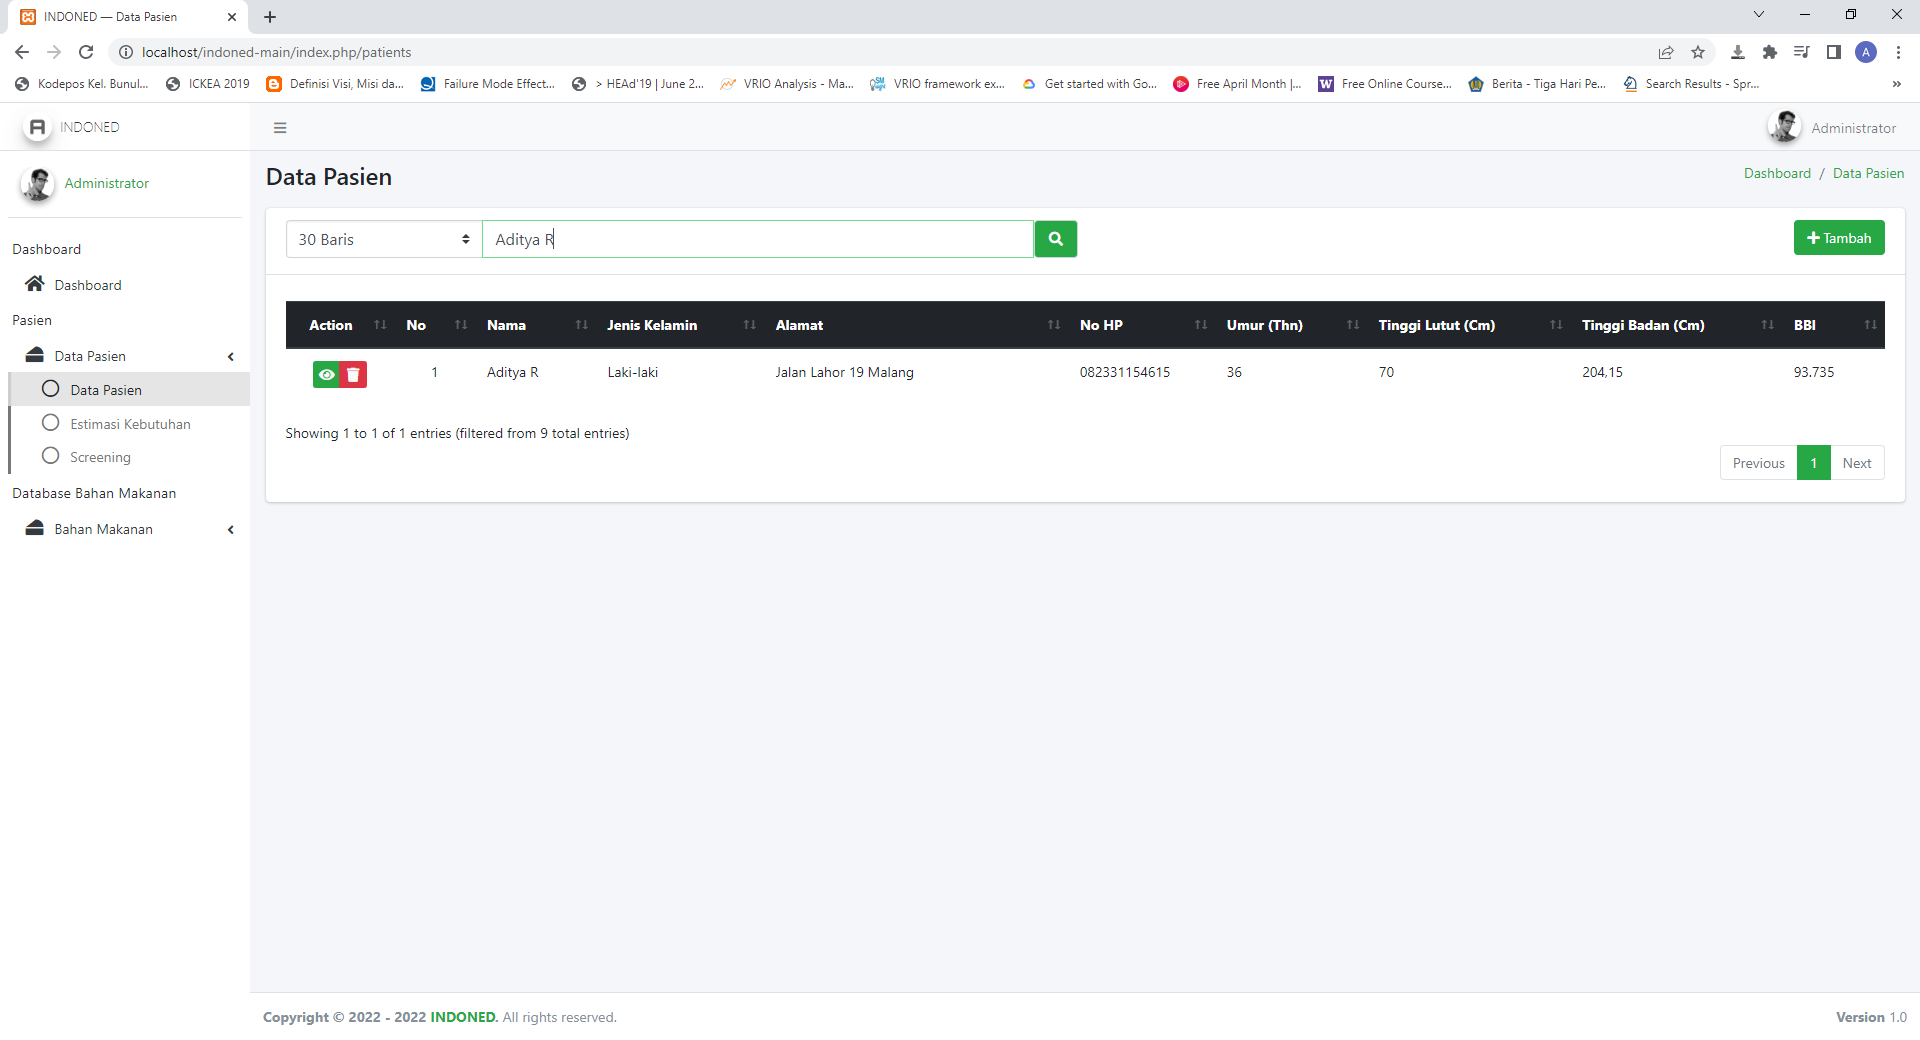 INDONED — Data Pasien
localhost/indoned-main/index.php/patients
A
Kodepos Kel. Bunul... ICKEA 2019 Definisi Visi, Misi da... Failure Mode Effect... > HEAd'19 | June 2... VRIO Analysis - Ma... VRIO framework ex... Get started with Go... Free April Month |... Free Online Course... Berita - Tiga Hari Pe... Search Results - Spr... »
INDONED
Administrator
Administrator
Data Pasien
Dashboard / Data Pasien
30 Baris
Aditya R
Tambah
Dashboard
Dashboard
Pasien
Data Pasien
Data Pasien
Estimasi Kebutuhan
Screening
Database Bahan Makanan
Bahan Makanan
Action No Nama Jenis Kelamin Alamat No HP Umur (Thn) Tinggi Lutut (Cm) Tinggi Badan (Cm) BBI
1 Aditya R Laki-laki Jalan Lahor 19 Malang 082331154615 36 70 204,15 93.735
Showing 1 to 1 of 1 entries (filtered from 9 total entries)
Previous 1 Next
Copyright © 2022 - 2022 INDONED. All rights reserved.
Version 1.0